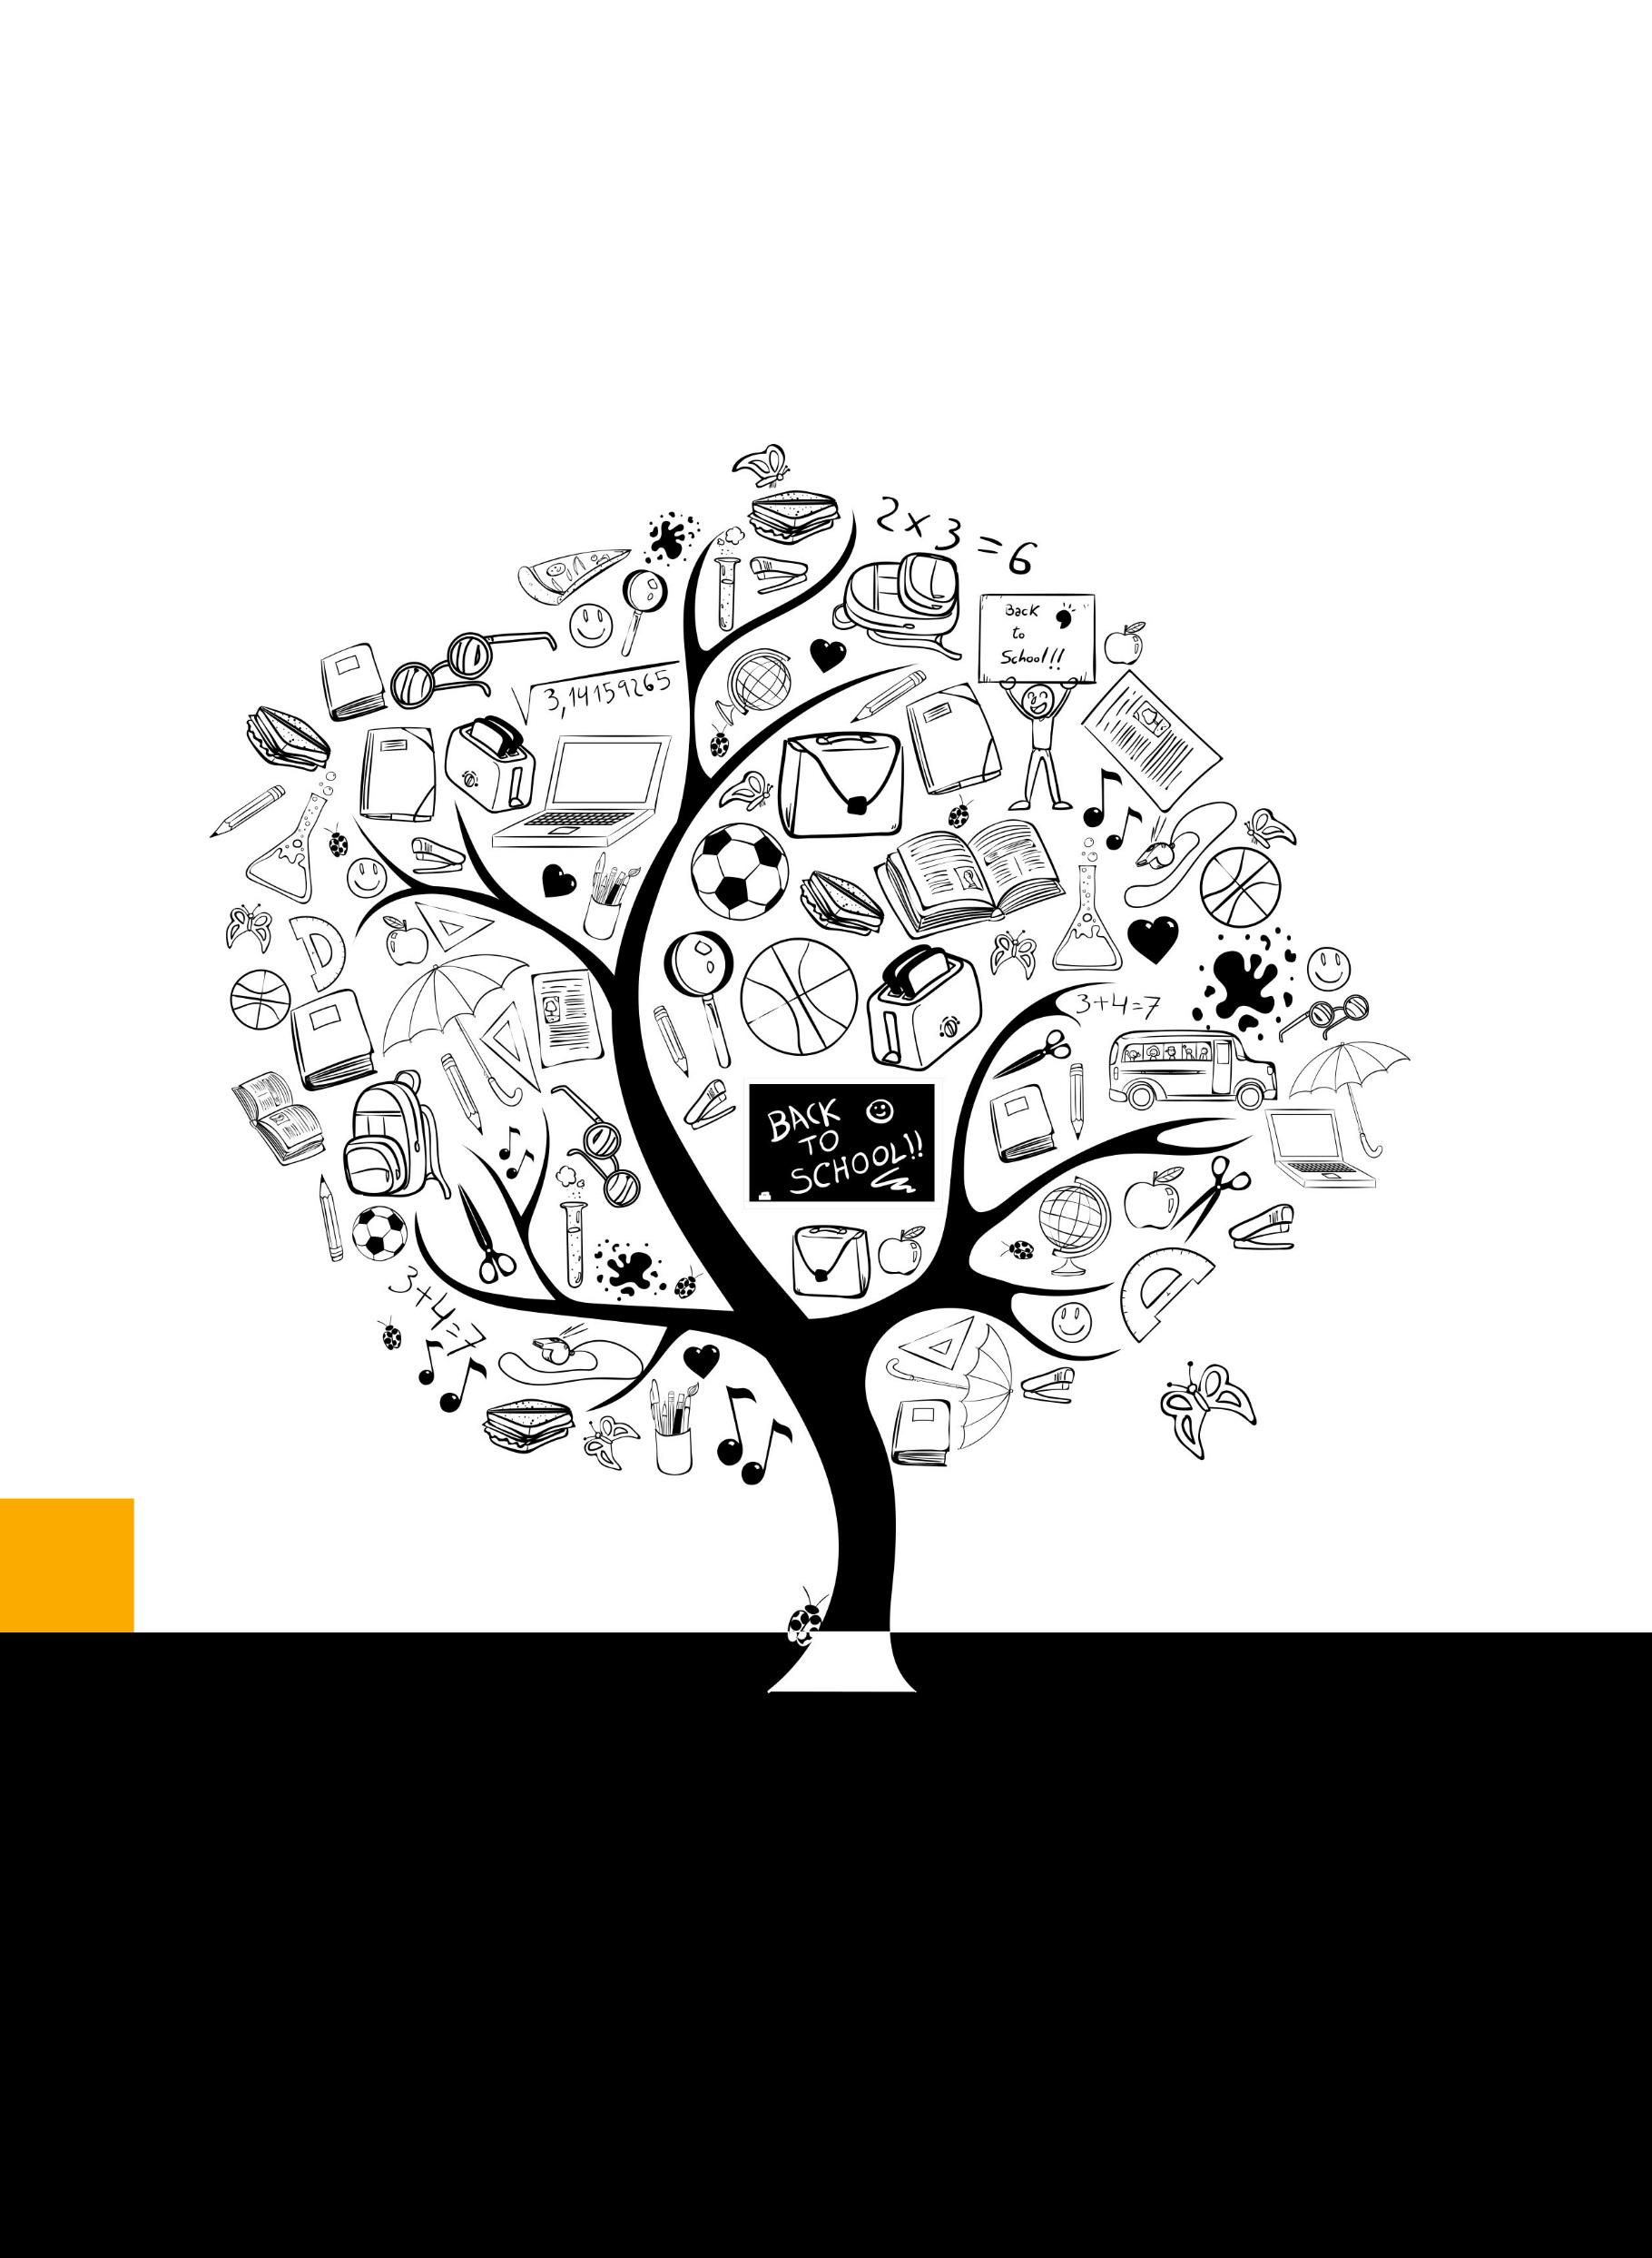 2 x 3 = 6
Back
to
School!!
√3,14159265
3+4=7
BACK
TO
SCHOOL!!
3+4=7